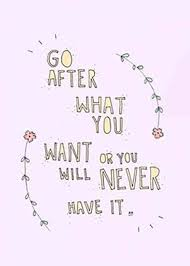 GO
AFTER
WHAT
YOU
WANT OR YOU
WILL NEVER
HAVE IT..